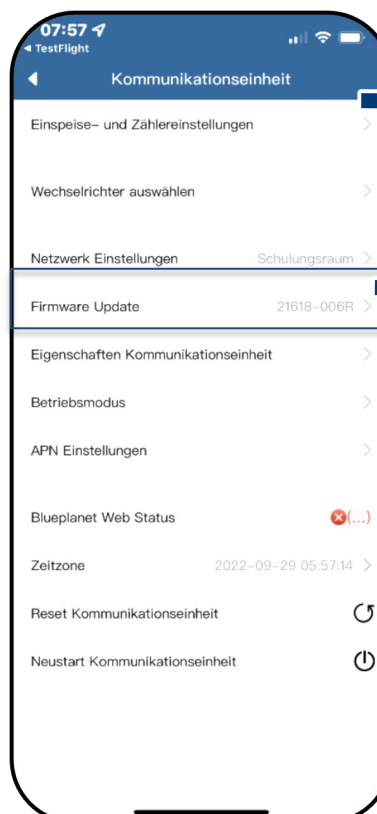 07:57
TestFlight
Kommunikationseinheit
Einspeise- und Zählereinstellungen
Wechselrichter auswählen
Netzwerk Einstellungen Schulungsraum
Firmware Update 21618-006R
Eigenschaften Kommunikationseinheit
Betriebsmodus
APN Einstellungen
Blueplanet Web Status (...)
Zeitzone 2022-09-29 05:57:14
Reset Kommunikationseinheit
Neustart Kommunikationseinheit